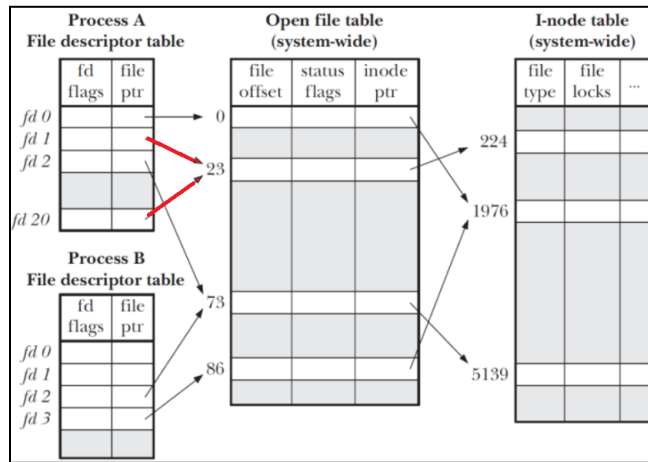 Process A
File descriptor table
fd flags
file ptr
fd 0
fd 1
fd 2
fd 20
Process B
File descriptor table
fd flags
file ptr
fd 0
fd 1
fd 2
fd 3
Open file table
(system-wide)
file offset
status flags
inode ptr
0
23
73
86
I-node table
(system-wide)
file type
file locks
...
224
1976
5139